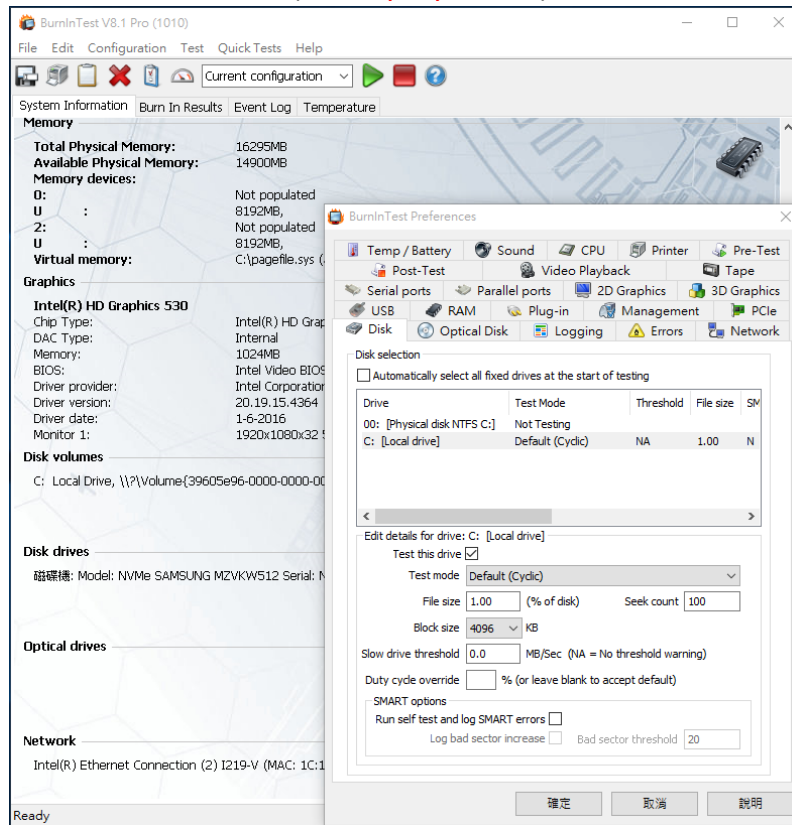 BurnInTest V8.1 Pro (1010)
File Edit Configuration Test Quick Tests Help
Current configuration
System Information Burn In Results Event Log Temperature
Memory
Total Physical Memory: 16295MB
Available Physical Memory: 14900MB
Memory devices:
0: Not populated
U : 8192MB,
2: Not populated
U : 8192MB,
Virtual memory: C:\pagefile.sys (
Graphics
Intel(R) HD Graphics 530
Chip Type: Intel(R) HD Grap
DAC Type: Internal
Memory: 1024MB
BIOS: Intel Video BIOS
Driver provider: Intel Corporation
Driver version: 20.19.15.4364
Driver date: 1-6-2016
Monitor 1: 1920x1080x32
Disk volumes
C: Local Drive, \\?\Volume{39605e96-0000-0000-00
Disk drives
磁碟機: Model: NVMe SAMSUNG MZVKW512 Serial: N
Optical drives
Network
Intel(R) Ethernet Connection (2) I219-V (MAC: 1C:1
Ready
BurnInTest Preferences
Temp / Battery Sound CPU Printer Pre-Test
Post-Test Video Playback Tape
Serial ports Parallel ports 2D Graphics 3D Graphics
USB RAM Plug-in Management PCIe
Disk Optical Disk Logging Errors Network
Disk selection
Automatically select all fixed drives at the start of testing
Drive Test Mode Threshold File size SM
00: [Physical disk NTFS C:] Not Testing
C: [Local drive] Default (Cyclic) NA 1.00 N
Edit details for drive: C: [Local drive]
Test this drive
Test mode Default (Cyclic)
File size 1.00 (% of disk) Seek count 100
Block size 4096 KB
Slow drive threshold 0.0 MB/Sec (NA = No threshold warning)
Duty cycle override % (or leave blank to accept default)
SMART options
Run self test and log SMART errors
Log bad sector increase Bad sector threshold 20
確定 取消 說明